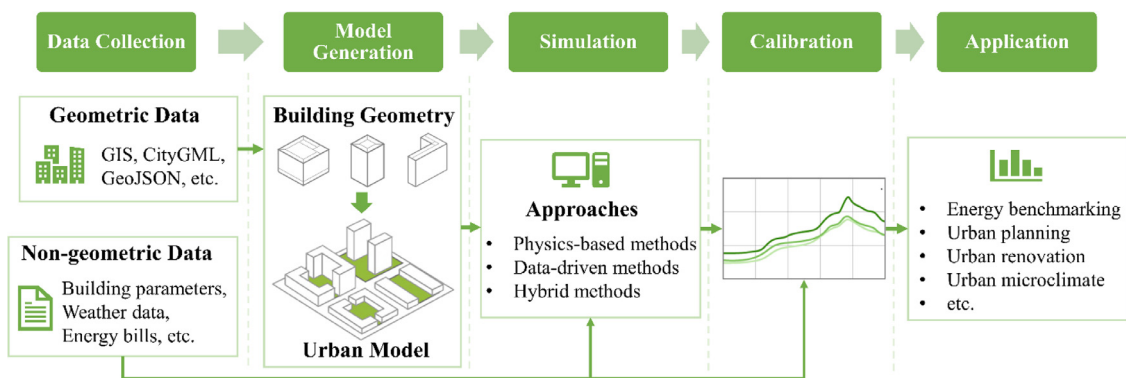 Data Collection
Model
Generation
Simulation
Calibration
Application
Geometric Data
GIS, CityGML,
GeoJSON, etc.
Non-geometric Data
Building parameters,
Weather data,
Energy bills, etc.
Building Geometry
Urban Model
Approaches
• Physics-based methods
• Data-driven methods
• Hybrid methods
• Energy benchmarking
• Urban planning
• Urban renovation
• Urban microclimate
• etc.